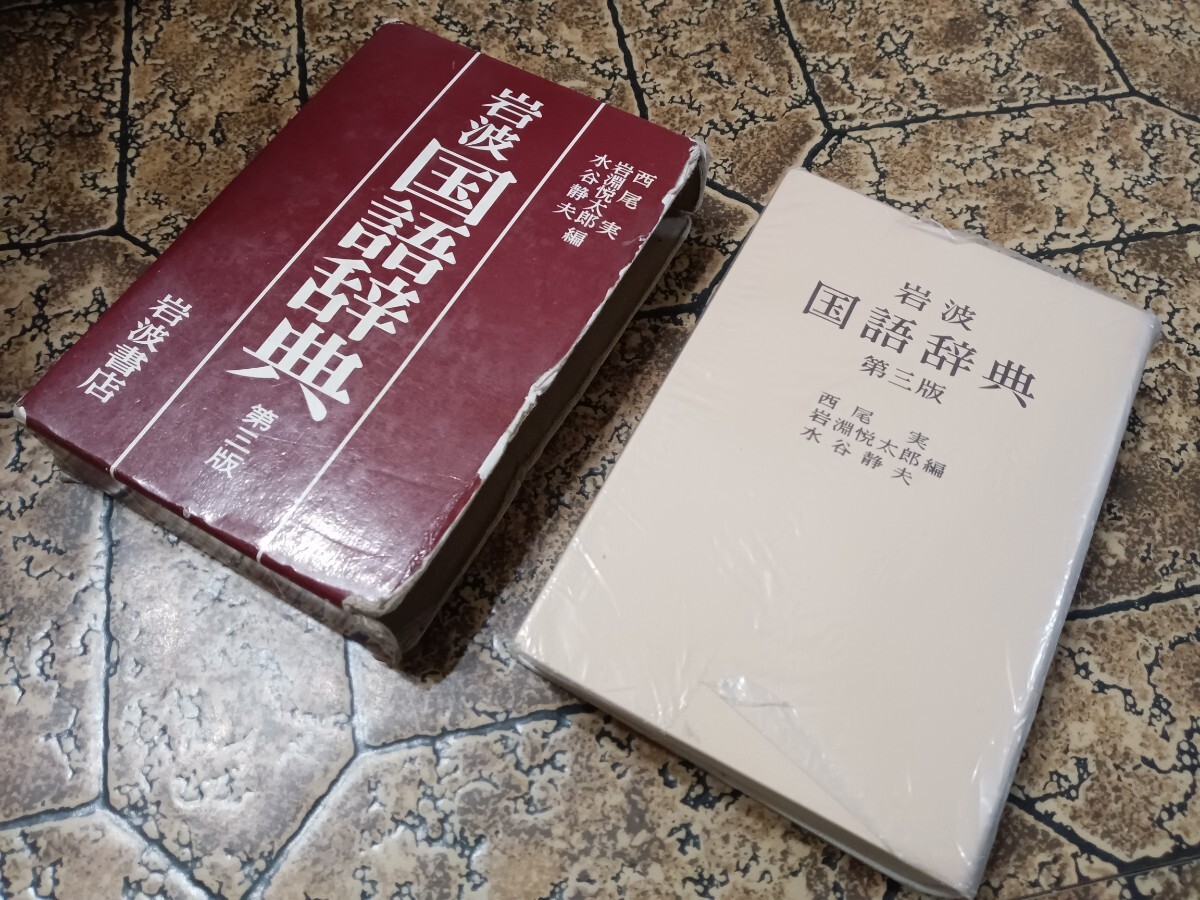 西尾実
岩淵悦太郎編
水谷静夫
岩波国語辞典第三版
岩波書店
岩波
国語辞典
第三版
西尾実
岩淵悦太郎編
水谷静夫